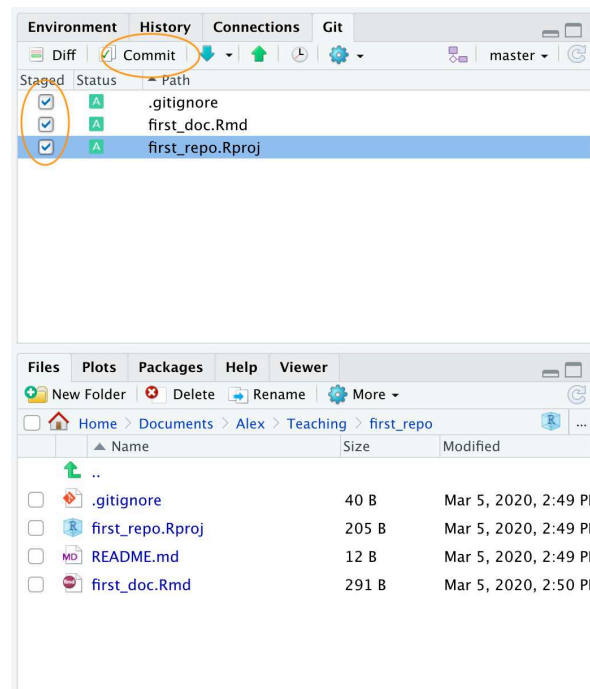 Environment History Connections Git
Diff Commit master
Staged Status Path
A .gitignore
A first_doc.Rmd
A first_repo.Rproj
Files Plots Packages Help Viewer
New Folder Delete Rename More
Home > Documents > Alex > Teaching > first_repo R ...
Name Size Modified
..
.gitignore 40 B Mar 5, 2020, 2:49 P
R first_repo.Rproj 205 B Mar 5, 2020, 2:49 P
MD README.md 12 B Mar 5, 2020, 2:49 P
Rmd first_doc.Rmd 291 B Mar 5, 2020, 2:50 P